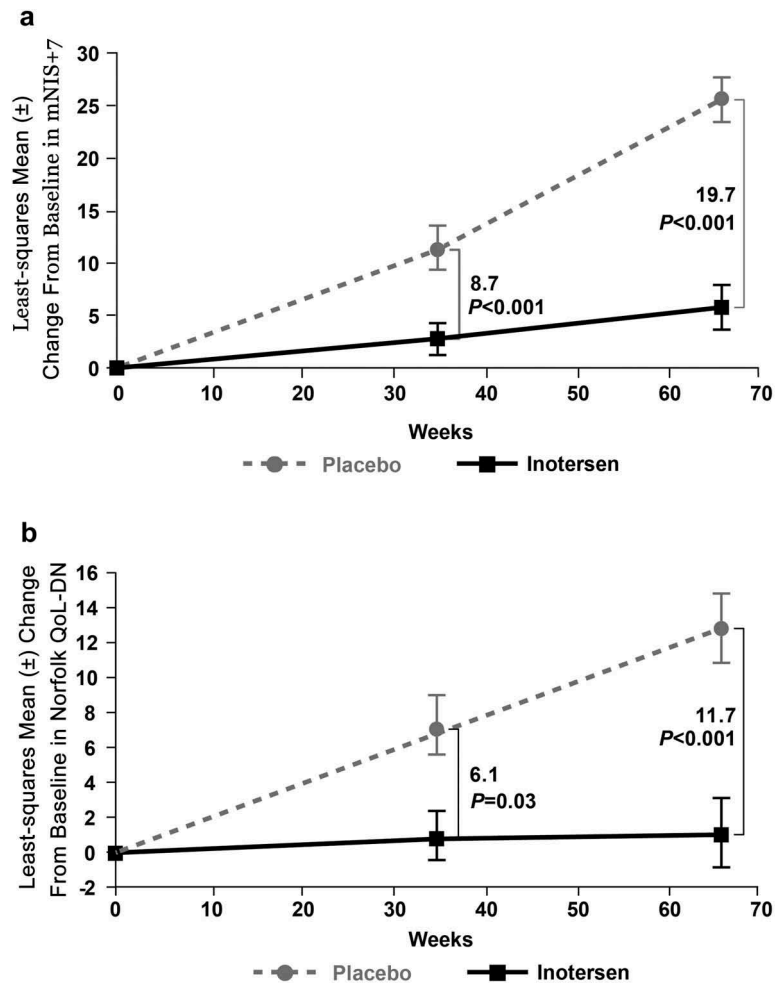 a
Least-squares Mean (±)
Change From Baseline in mNIS+7
30
25
20
15
10
5
0
8.7
P<0.001
19.7
P<0.001
0 10 20 30 40 50 60 70
Weeks
Placebo Inotersen
b
Least-squares Mean (±) Change
From Baseline in Norfolk QoL-DN
16
14
12
10
8
6
4
2
0
-2
6.1
P=0.03
11.7
P<0.001
0 10 20 30 40 50 60 70
Weeks
Placebo Inotersen